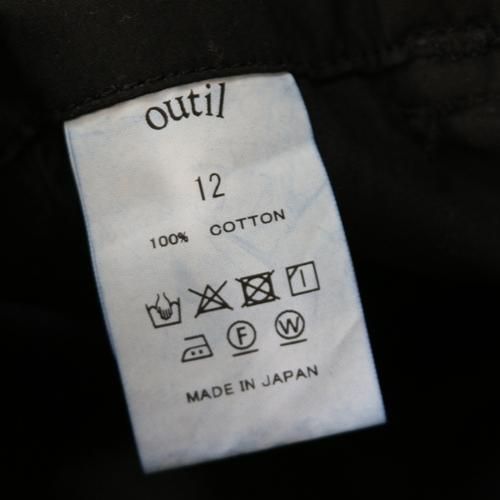 outil
12
100% COTTON
F W
MADE IN JAPAN